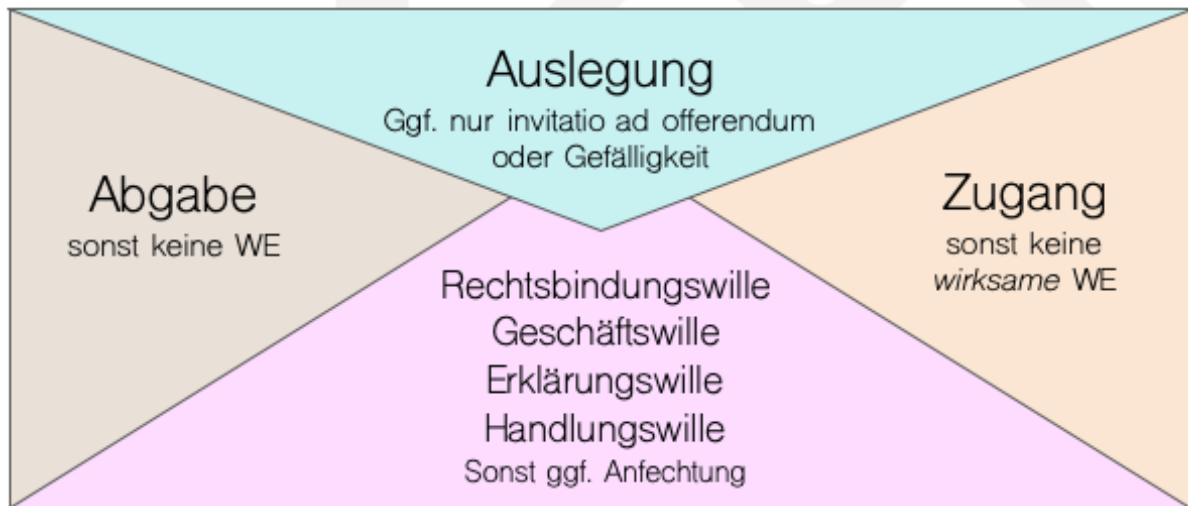 Auslegung
Ggf. nur invitatio ad offerendum
oder Gefälligkeit
Abgabe
sonst keine WE
Zugang
sonst keine
wirksame WE
Rechtsbindungswille
Geschäftswille
Erklärungswille
Handlungswille
Sonst ggf. Anfechtung